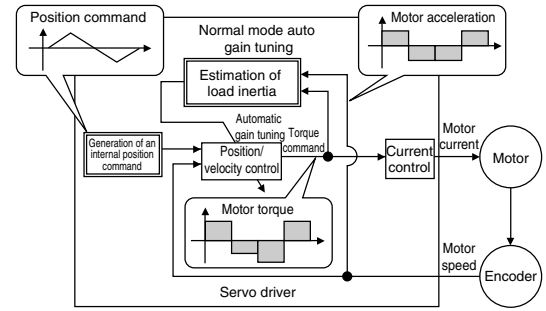 Position command
Normal mode auto
gain tuning
Motor acceleration
Estimation of
load inertia
Automatic
gain tuning
Torque
command
Motor
current
Generation of an
internal position
command
Position/
velocity control
Current
control
Motor
Motor torque
Motor
speed
Encoder
Servo driver